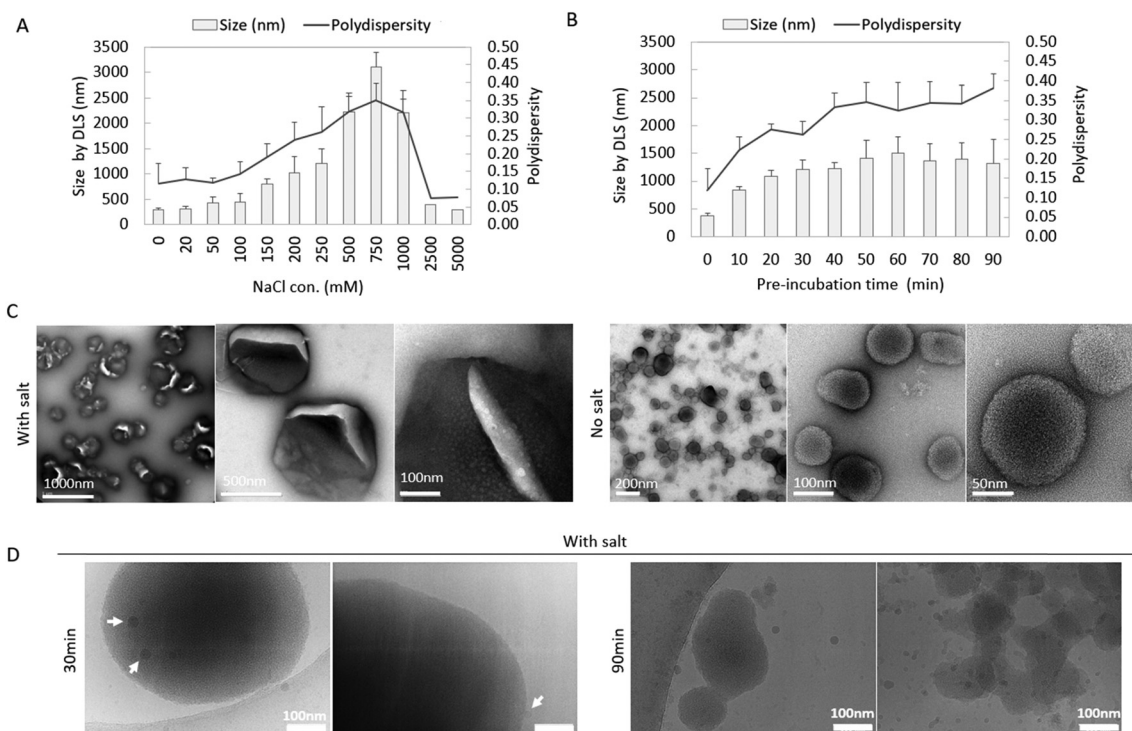 A
Size (nm) Polydispersity
Size by DLS (nm)
3500
3000
2500
2000
1500
1000
500
0
0 20 50 100 150 200 250 500 750 1000 2500 5000
NaCl con. (mM)
0.50
0.45
0.40
0.35
0.30
0.25
0.20
0.15
0.10
0.05
0.00
Polydispersity
B
Size (nm) Polydispersity
Size by DLS (nm)
3500
3000
2500
2000
1500
1000
500
0
0 10 20 30 40 50 60 70 80 90
Pre-incubation time (min)
0.50
0.45
0.40
0.35
0.30
0.25
0.20
0.15
0.10
0.05
0.00
Polydispersity
C
With salt
1000nm
500nm
100nm
No salt
200nm
100nm
50nm
With salt
D
30min
100nm
90min
100nm
100nm